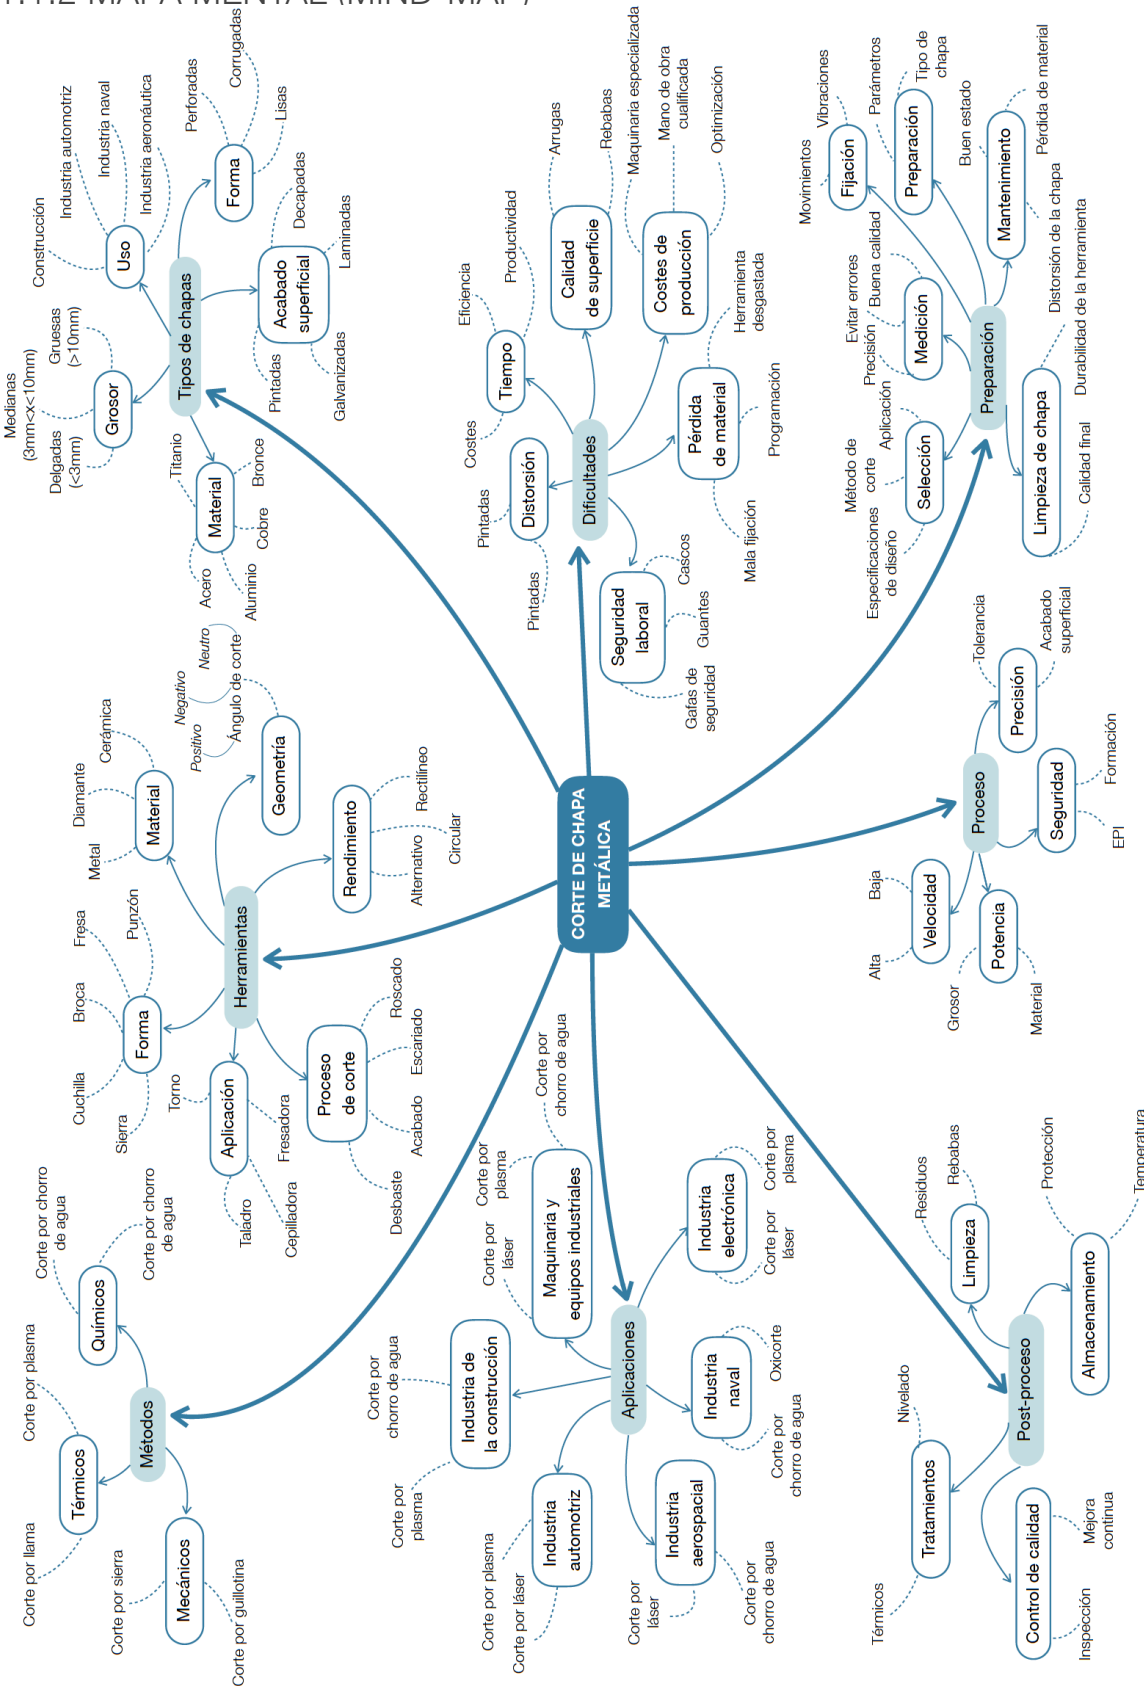 1.1.2 MAPA MENTAL (MIND MAP)
CORTE DE CHAPA
METÁLICA
Métodos
Químicos
Corte por chorro
de agua
Corte por chorro
de agua
Térmicos
Corte por plasma
Corte por llama
Mecánicos
Corte por sierra
Corte por guillotina
Herramientas
Forma
Sierra
Cuchilla
Broca
Fresa
Punzón
Material
Metal
Diamante
Cerámica
Geometría
Ángulo de corte
Positivo
Negativo
Neutro
Rendimiento
Alternativo
Circular
Rectilíneo
Aplicación
Torno
Taladro
Cepilladora
Fresadora
Proceso
de corte
Desbaste
Acabado
Escariado
Roscado
Tipos de chapas
Material
Acero
Titanio
Aluminio
Cobre
Bronce
Grosor
Delgadas
(<3mm)
Medianas
(3mm<x<10mm)
Gruesas
(>10mm)
Uso
Construcción
Industria automotriz
Industria naval
Industria aeronáutica
Forma
Perforadas
Corrugadas
Lisas
Acabado
superficial
Pintadas
Galvanizadas
Laminadas
Decapadas
Dificultades
Distorsión
Pintadas
Pintadas
Tiempo
Costes
Eficiencia
Productividad
Calidad
de superficie
Arrugas
Rebabas
Costes de
producción
Maquinaria especializada
Mano de obra
cualificada
Optimización
Pérdida
de material
Mala fijación
Programación
Herramienta
desgastada
Seguridad
laboral
Gafas de
seguridad
Guantes
Cascos
Preparación
Selección
Especificaciones
de diseño
Método de
corte
Aplicación
Medición
Precisión
Evitar errores
Buena calidad
Fijación
Movimientos
Vibraciones
Preparación
Parámetros
Tipo de
chapa
Mantenimiento
Buen estado
Pérdida de material
Distorsión de la chapa
Limpieza de chapa
Durabilidad de la herramienta
Calidad final
Proceso
Velocidad
Alta
Baja
Potencia
Grosor
Material
Precisión
Tolerancia
Acabado
superficial
Seguridad
EPI
Formación
Aplicaciones
Industria
automotriz
Corte por plasma
Corte por láser
Industria de
la construcción
Corte por
plasma
Corte por
chorro de agua
Maquinaria y
equipos industriales
Corte por
láser
Corte por
plasma
Corte por
chorro de agua
Industria
electrónica
Corte por
láser
Corte por
plasma
Industria
naval
Corte por
chorro de agua
Oxicorte
Industria
aerospacial
Corte por
láser
Corte por
chorro de agua
Post-proceso
Tratamientos
Térmicos
Nivelado
Limpieza
Residuos
Rebabas
Almacenamiento
Protección
Temperatura
Control de calidad
Inspección
Mejora
continua